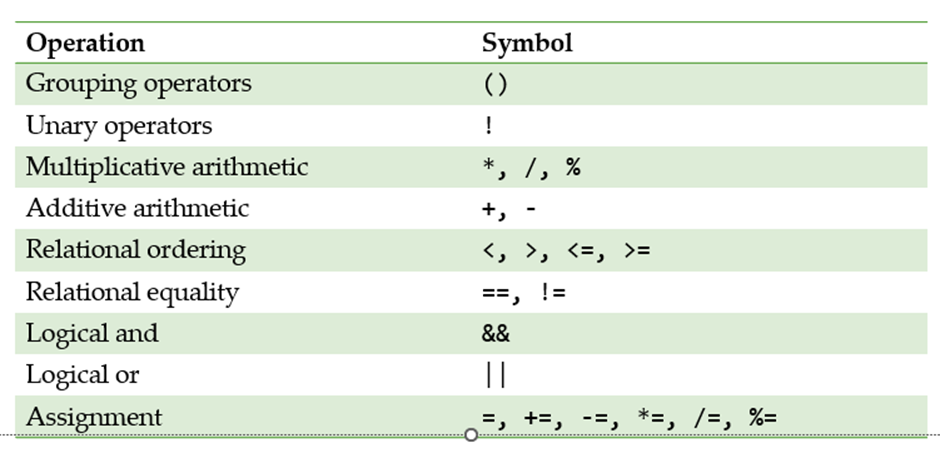 Operation Symbol
Grouping operators ()
Unary operators !
Multiplicative arithmetic *, /, %
Additive arithmetic +, -
Relational ordering <, >, <=, >=
Relational equality ==, !=
Logical and &&
Logical or ||
Assignment =, +=, -=, *=, /=, %=